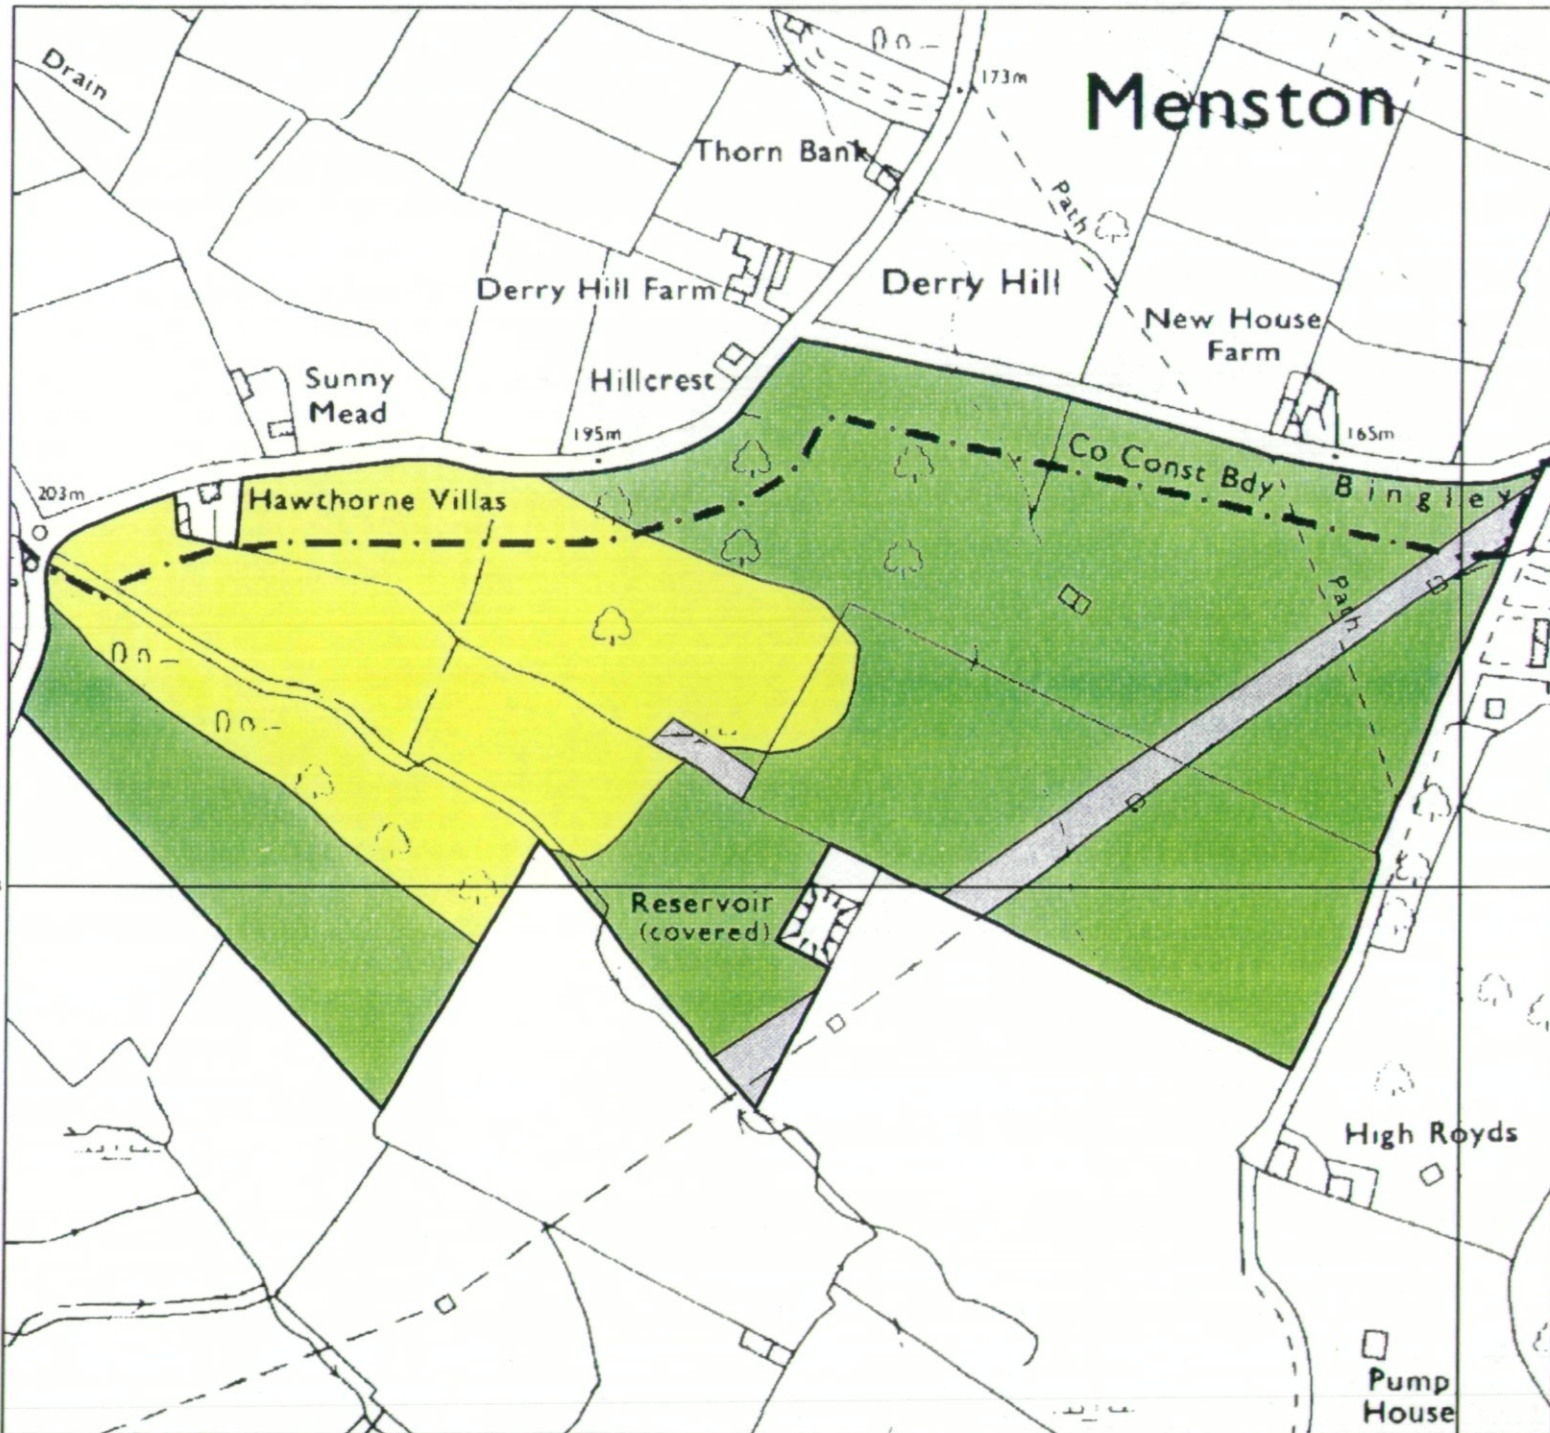 Drain
173m
Menston
Thorn Bank
Path
Derry Hill Farm
Derry Hill
New House
Farm
Sunny
Mead
Hillcrest
195m
165m
Co Const Bdy
Bingley
203m
Hawthorne Villas
Path
Reservoir
(covered)
High Royds
Pump
House